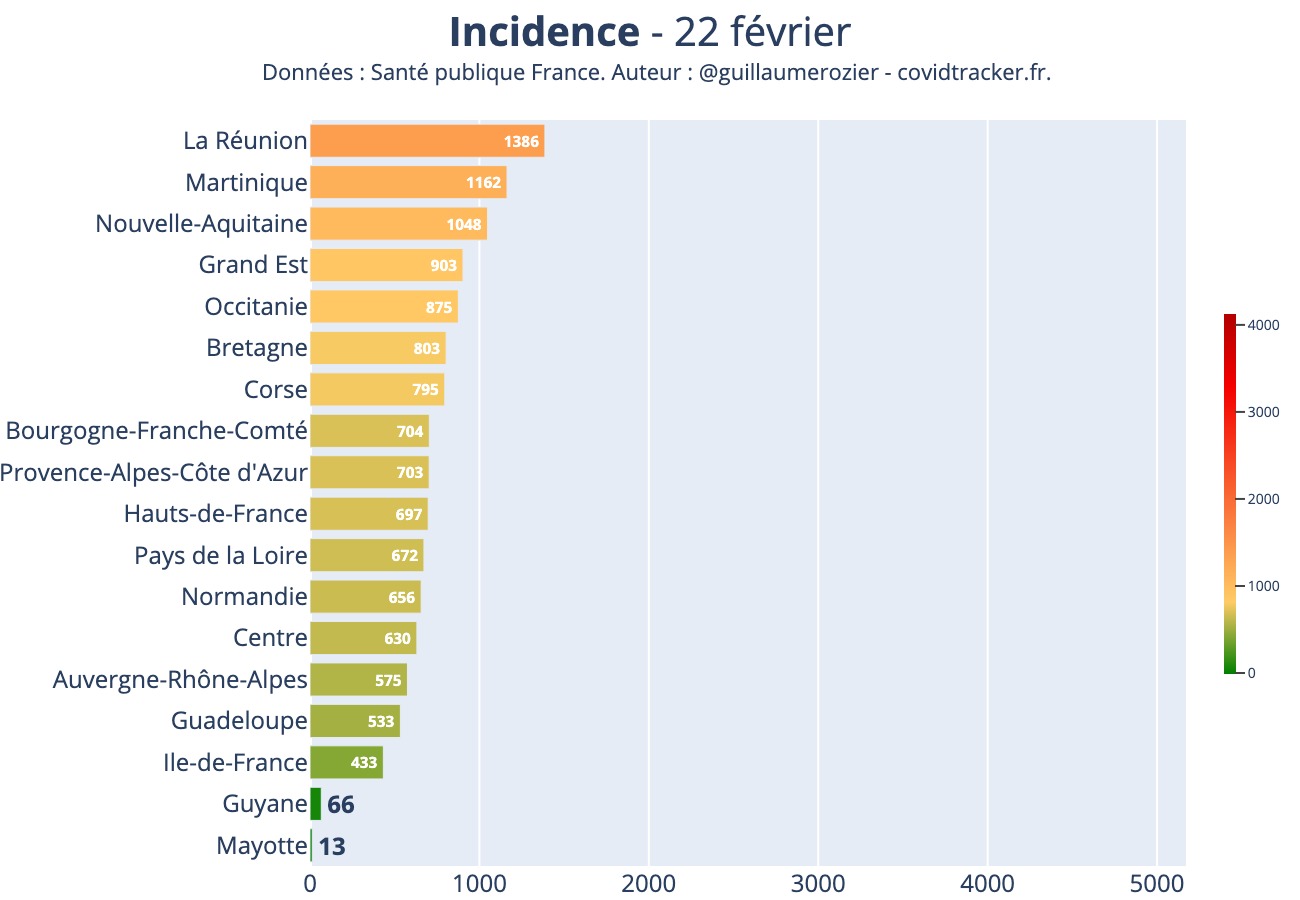 Incidence - 22 février
Données : Santé publique France. Auteur : @guillaumerozier - covidtracker.fr.
La Réunion 1386
Martinique 1162
Nouvelle-Aquitaine 1048
Grand Est 903
Occitanie 875
Bretagne 803
Corse 795
Bourgogne-Franche-Comté 704
Provence-Alpes-Côte d'Azur 703
Hauts-de-France 697
Pays de la Loire 672
Normandie 656
Centre 630
Auvergne-Rhône-Alpes 575
Guadeloupe 533
Ile-de-France 433
Guyane 66
Mayotte 13
0 1000 2000 3000 4000 5000
4000
3000
2000
1000
0